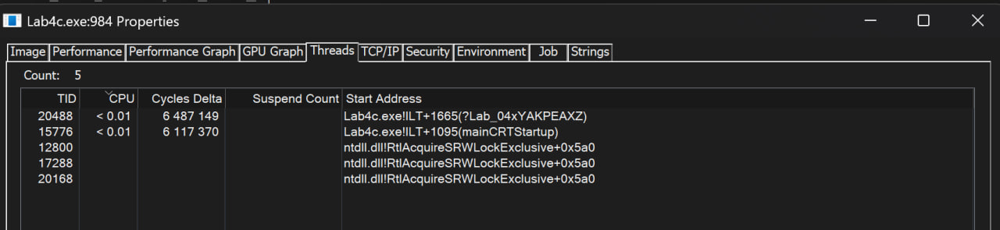 Lab4c.exe:984 Properties
Image Performance Performance Graph GPU Graph Threads TCP/IP Security Environment Job Strings
Count: 5
TID CPU Cycles Delta Suspend Count Start Address
20488 < 0.01 6 487 149 Lab4c.exe!ILT+1665(?Lab_04xYAKPEAXZ)
15776 < 0.01 6 117 370 Lab4c.exe!ILT+1095(mainCRTStartup)
12800 ntdll.dll!RtlAcquireSRWLockExclusive+0x5a0
17288 ntdll.dll!RtlAcquireSRWLockExclusive+0x5a0
20168 ntdll.dll!RtlAcquireSRWLockExclusive+0x5a0